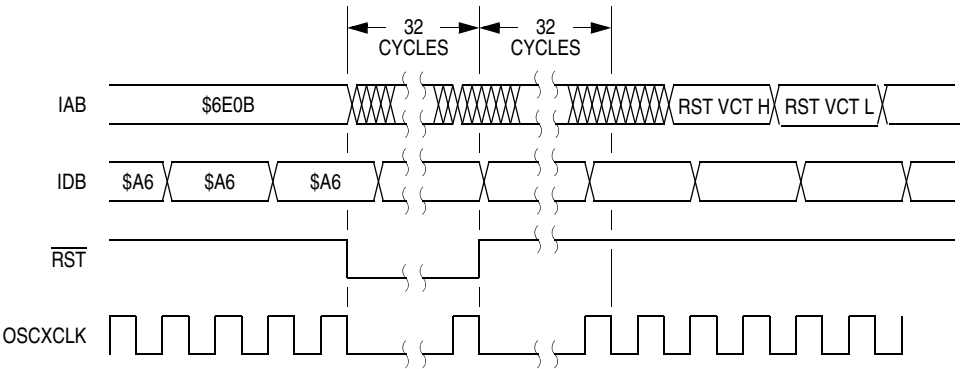 32 32
CYCLES CYCLES
IAB $6E0B RST VCT H RST VCT L
IDB $A6 $A6 $A6
RST
OSCXCLK